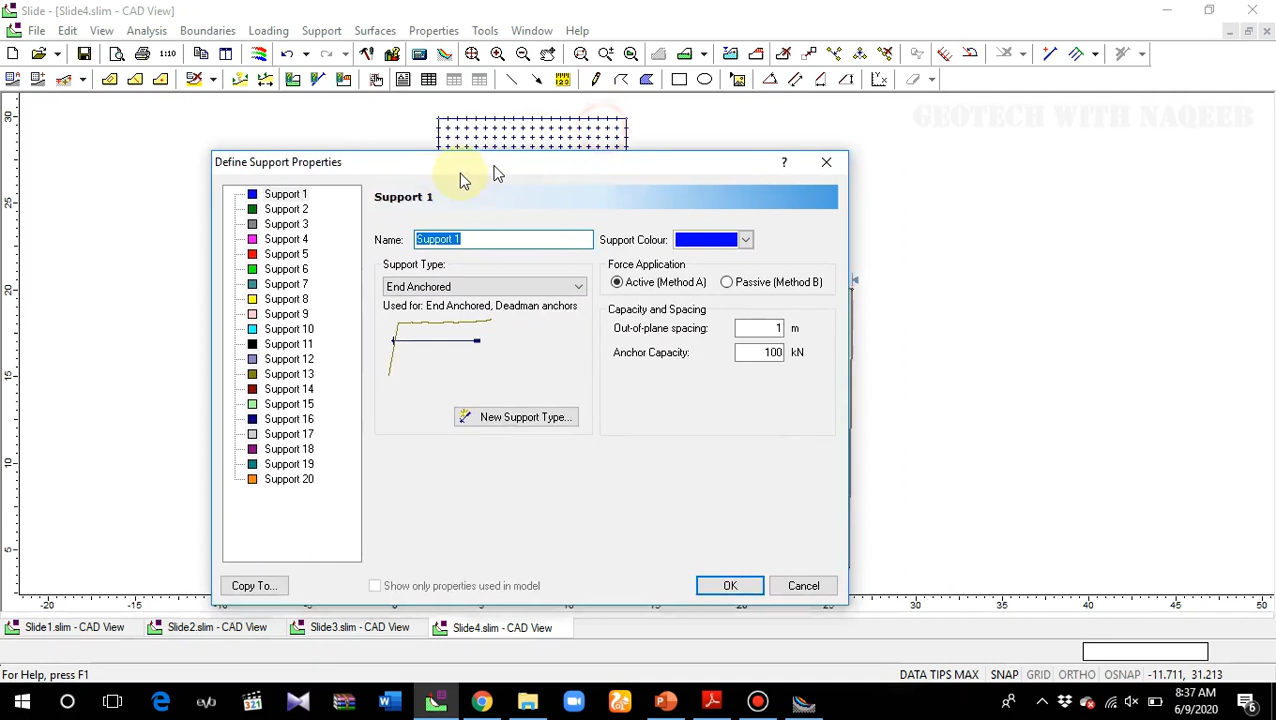 Slide - [Slide4.slim - CAD View]
File Edit View Analysis Boundaries Loading Support Surfaces Properties Tools Window Help
1:10
GEOTECH WITH NAQEEB
Define Support Properties
Support 1
Support 2
Support 3
Support 4
Support 5
Support 6
Support 7
Support 8
Support 9
Support 10
Support 11
Support 12
Support 13
Support 14
Support 15
Support 16
Support 17
Support 18
Support 19
Support 20
Support 1
Name: Support 1
Support Colour:
Support Type:
End Anchored
Used for: End Anchored, Deadman anchors
New Support Type...
Force Application
Active (Method A) Passive (Method B)
Capacity and Spacing
Out-of-plane spacing: 1 m
Anchor Capacity: 100 kN
Copy To... Show only properties used in model OK Cancel
30
25
20
15
10
5
-20 -15 30 35 40 45 50
Slide1.slim - CAD View Slide2.slim - CAD View Slide3.slim - CAD View Slide4.slim - CAD View
For Help, press F1 DATA TIPS MAX SNAP GRID ORTHO OSNAP -11.711, 31.213
8:37 AM
6/9/2020
6